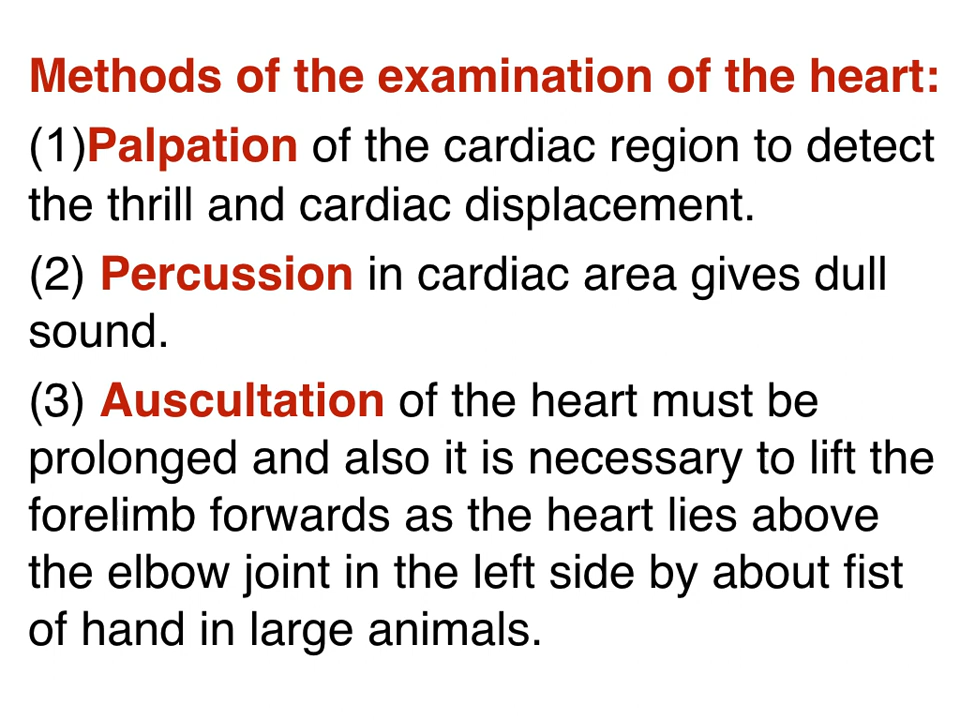 Methods of the examination of the heart:
(1)Palpation of the cardiac region to detect
the thrill and cardiac displacement.
(2) Percussion in cardiac area gives dull
sound.
(3) Auscultation of the heart must be
prolonged and also it is necessary to lift the
forelimb forwards as the heart lies above
the elbow joint in the left side by about fist
of hand in large animals.